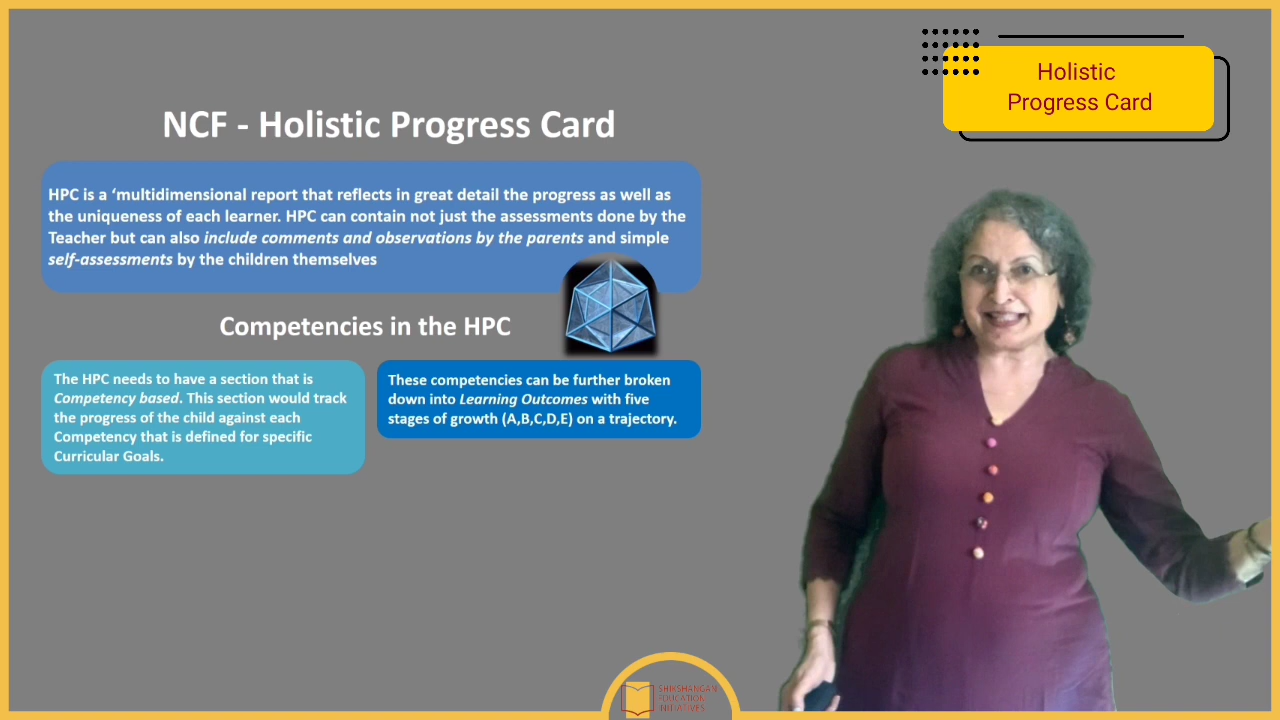 Holistic
Progress Card
NCF - Holistic Progress Card
HPC is a ‘multidimensional report that reflects in great detail the progress as well as
the uniqueness of each learner. HPC can contain not just the assessments done by the
Teacher but can also include comments and observations by the parents and simple
self-assessments by the children themselves
Competencies in the HPC
The HPC needs to have a section that is
Competency based. This section would track
the progress of the child against each
Competency that is defined for specific
Curricular Goals.
These competencies can be further broken
down into Learning Outcomes with five
stages of growth (A,B,C,D,E) on a trajectory.
SHIKSHANGAN
EDUCATION
INITIATIVES